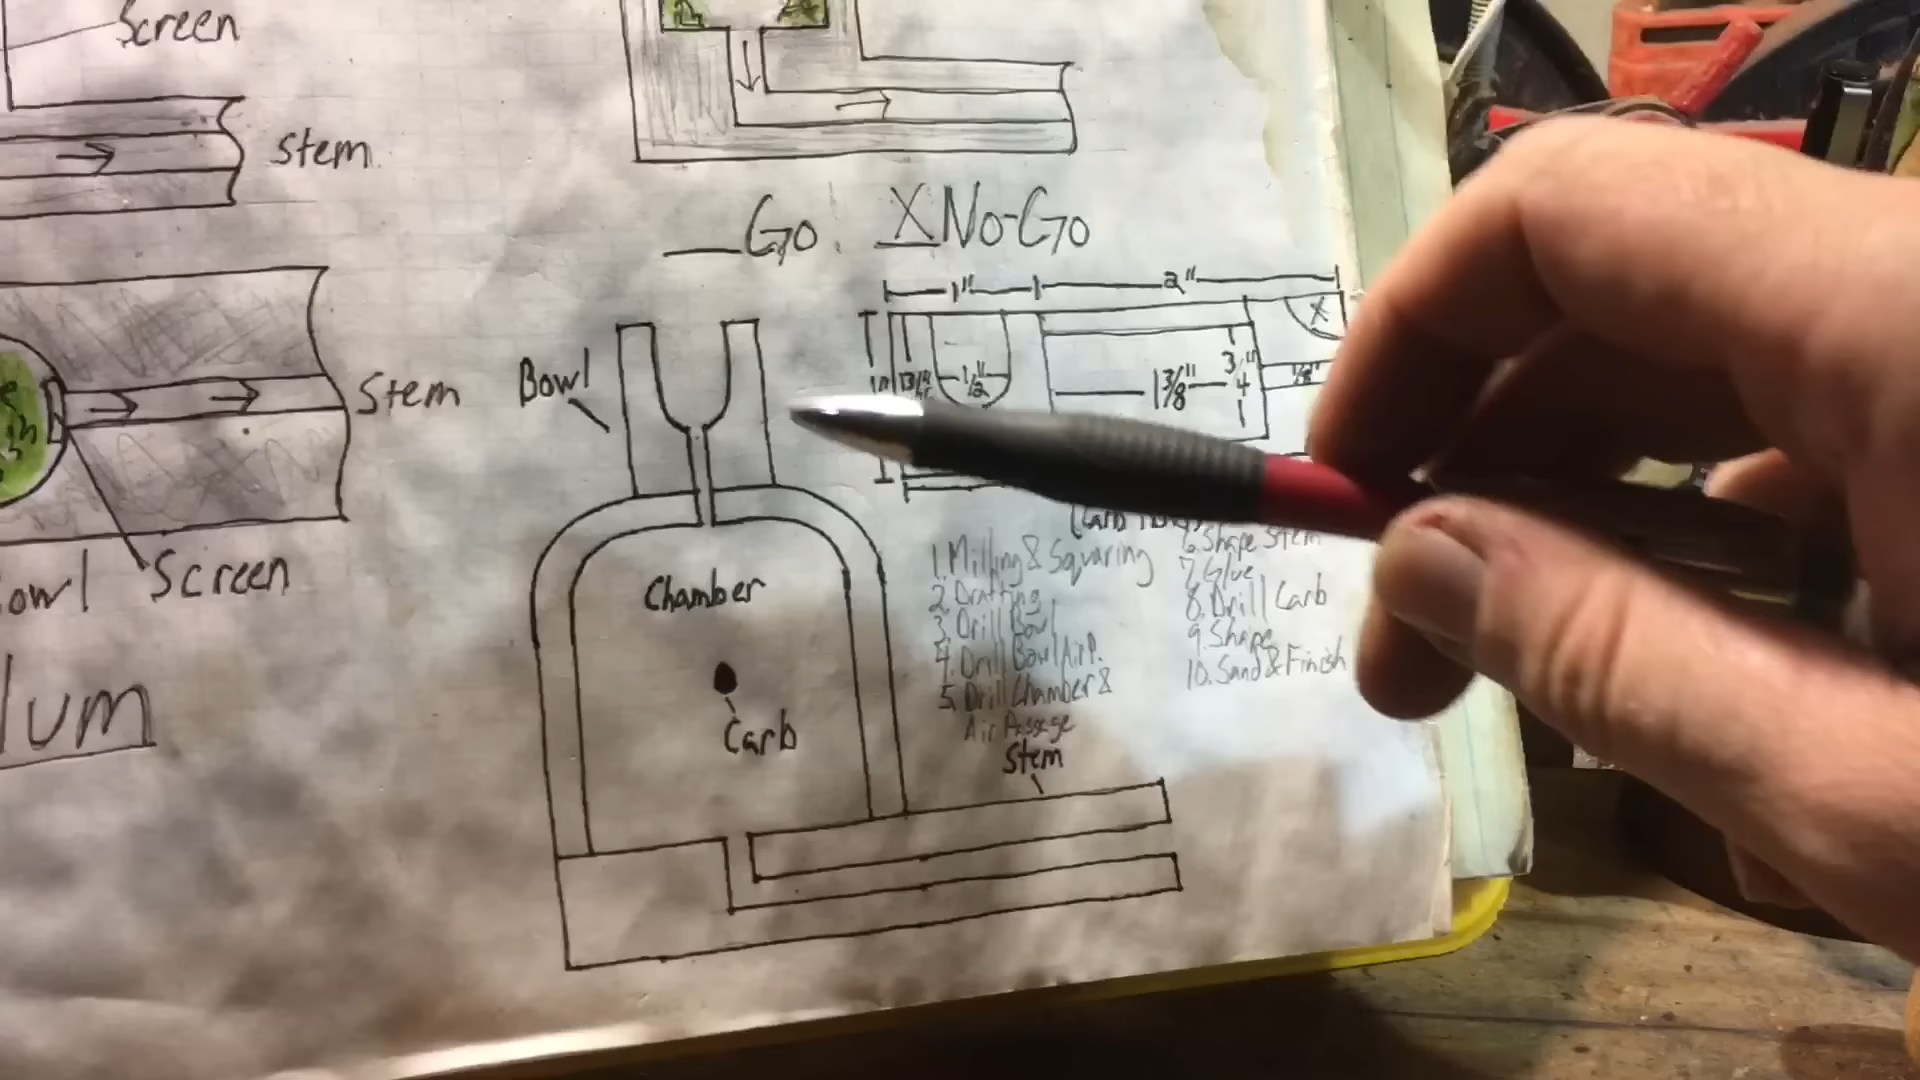 Screen
stem
Go X No-Go
1" 2"
Bowl
1/2
1 3/8" 3/4"
X
1/8"
Stem
Screen
Chamber
Carb
1. Milling & Squaring
2. Drafting
3. Drill Bowl
4. Drill Bowl Air P.
5. Drill Chamber &
Air Passage
6. Shape Stem
7. Glue
8. Drill Carb
9. Shape
10. Sand & Finish
Stem